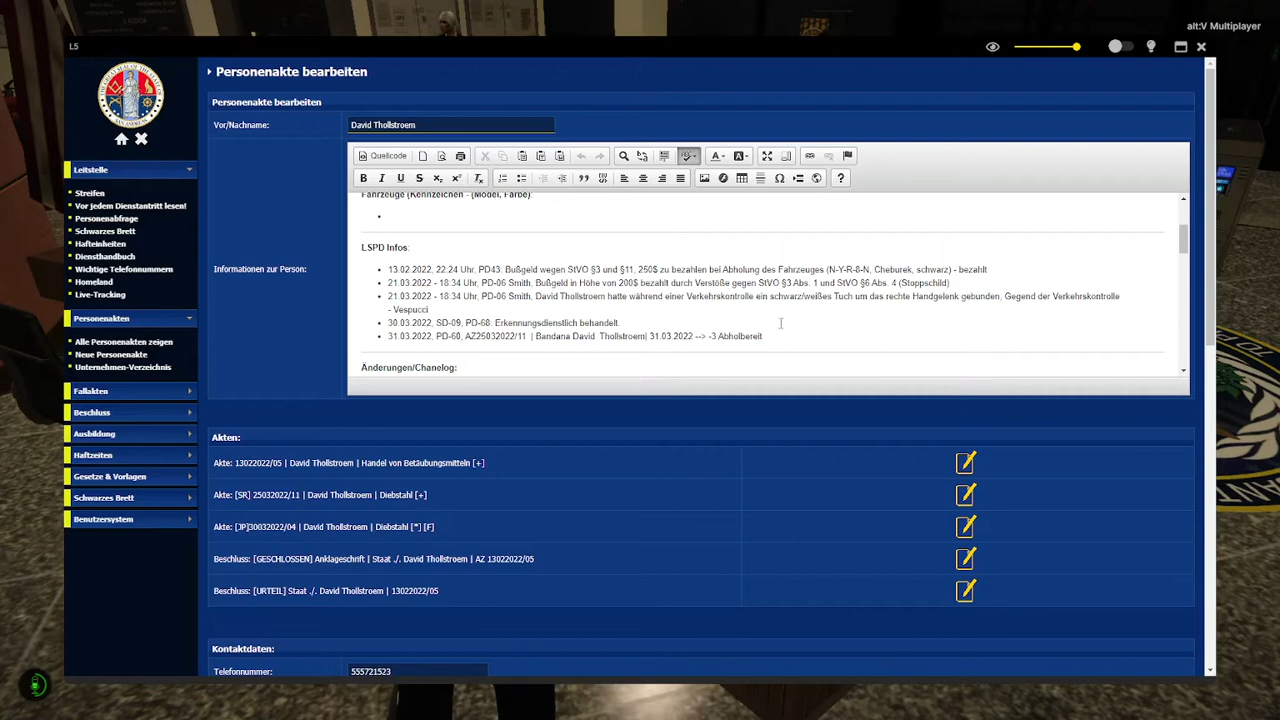 alt:V Multiplayer
L5
THE GREAT SEAL OF THE STATE OF
SAN ANDREAS
Leitstelle
Streifen
Vor jedem Dienstantritt lesen!
Personenabfrage
Schwarzes Brett
Hafteinheiten
Diensthandbuch
Wichtige Telefonnummern
Homeland
Live-Tracking
Personenakten
Alle Personenakten zeigen
Neue Personenakte
Unternehmen-Verzeichnis
Fallakten
Beschluss
Ausbildung
Haftzeiten
Gesetze & Vorlagen
Schwarzes Brett
Benutzersystem
Personenakte bearbeiten
Personenakte bearbeiten
Vor/Nachname:
David Thollstroem
Informationen zur Person:
Quellcode
Fahrzeuge (Kennzeichen - (Model, Farbe):
LSPD Infos:
13.02.2022, 22:24 Uhr, PD43: Bußgeld wegen StVO §3 und §11, 250$ zu bezahlen bei Abholung des Fahrzeuges (N-Y-R-8-N, Cheburek, schwarz) - bezahlt
21.03.2022 - 18:34 Uhr, PD-06 Smith, Bußgeld in Höhe von 200$ bezahlt durch Verstöße gegen StVO §3 Abs. 1 und StVO §6 Abs. 4 (Stoppschild)
21.03.2022 - 18:34 Uhr, PD-06 Smith, David Thollstroem hatte während einer Verkehrskontrolle ein schwarz/weißes Tuch um das rechte Handgelenk gebunden, Gegend der Verkehrskontrolle
- Vespucci
30.03.2022, SD-09, PD-68: Erkennungsdienstlich behandelt.
31.03.2022, PD-60, AZ25032022/11 | Bandana David Thollstroem| 31.03.2022 --> -3 Abholbereit
Änderungen/Chanelog:
Akten:
Akte: 13022022/05 | David Thollstroem | Handel von Betäubungsmitteln [+]
Akte: [SR] 25032022/11 | David Thollstroem | Diebstahl [+]
Akte: [JP]30032022/04 | David Thollstroem | Diebstahl [*] [F]
Beschluss: [GESCHLOSSEN] Anklageschrift | Staat ./. David Thollstroem | AZ 13022022/05
Beschluss: [URTEIL] Staat ./. David Thollstroem | 13022022/05
Kontaktdaten:
Telefonnummer:
555721523